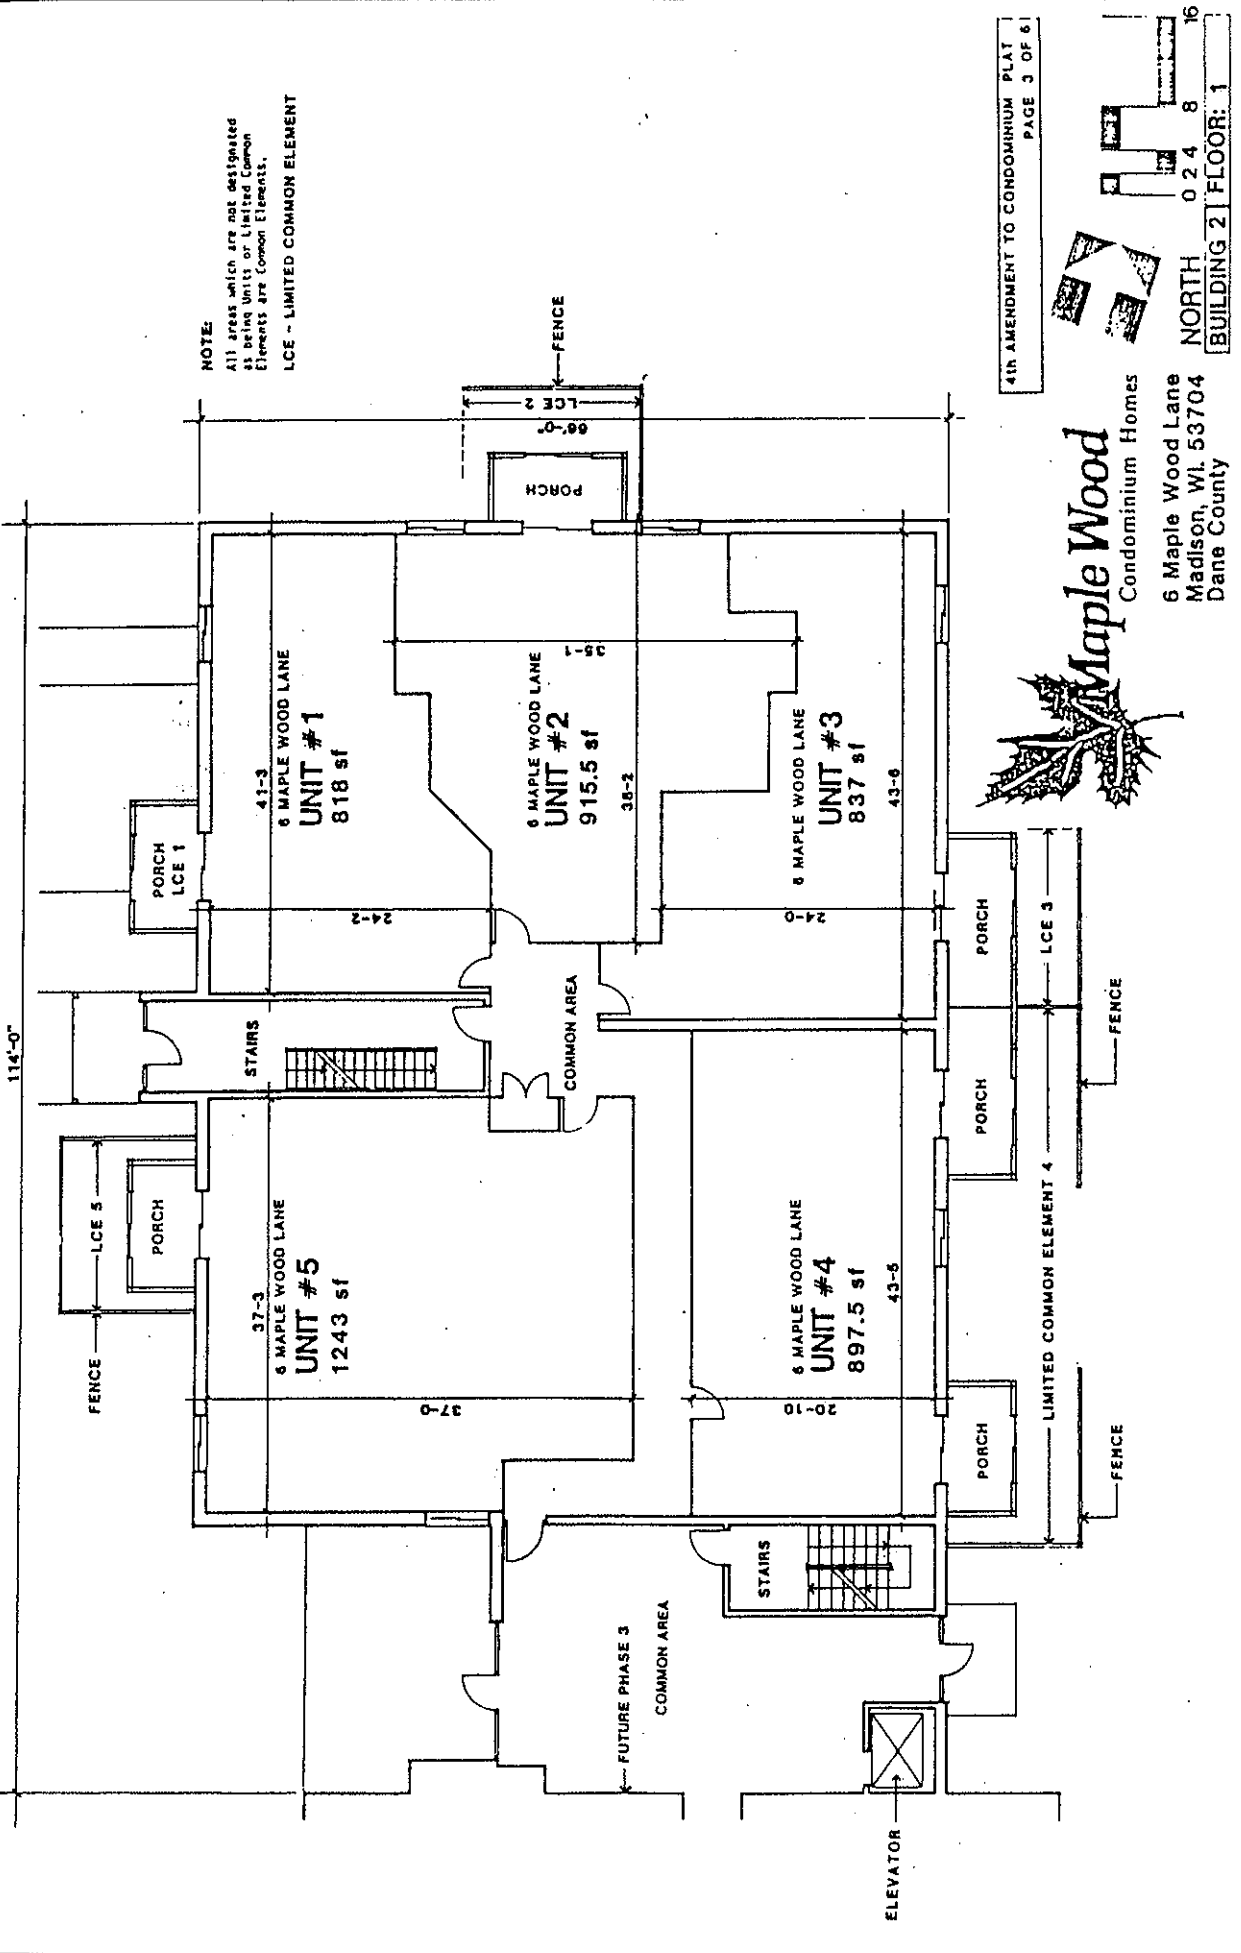 114'-0"
NOTE:
All areas which are not designated
as being Units or Limited Common
Elements are Common Elements.
LCE - LIMITED COMMON ELEMENT
FENCE
LCE 5
PORCH
PORCH
LCE 1
37-3
6 MAPLE WOOD LANE
UNIT #5
1243 sf
37-0
STAIRS
41-3
6 MAPLE WOOD LANE
UNIT #1
818 sf
24-2
COMMON AREA
6 MAPLE WOOD LANE
UNIT #2
915.5 sf
35-1
38-2
PORCH
66'-0"
LCE 2
FENCE
FUTURE PHASE 3
COMMON AREA
STAIRS
ELEVATOR
6 MAPLE WOOD LANE
UNIT #4
897.5 sf
20-10
43-5
6 MAPLE WOOD LANE
UNIT #3
837 sf
24-0
43-6
PORCH
PORCH
PORCH
LIMITED COMMON ELEMENT 4
LCE 3
FENCE
FENCE
Maple Wood
Condominium Homes
6 Maple Wood Lane
Madison, WI. 53704
Dane County
4th AMENDMENT TO CONDOMINIUM PLAT
PAGE 3 OF 6
NORTH
0 2 4 8 16
BUILDING 2 FLOOR: 1